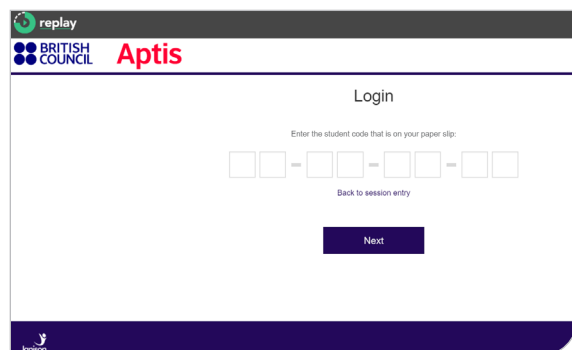 replay
BRITISH
COUNCIL
Aptis
Login
Enter the student code that is on your paper slip:
Back to session entry
Next